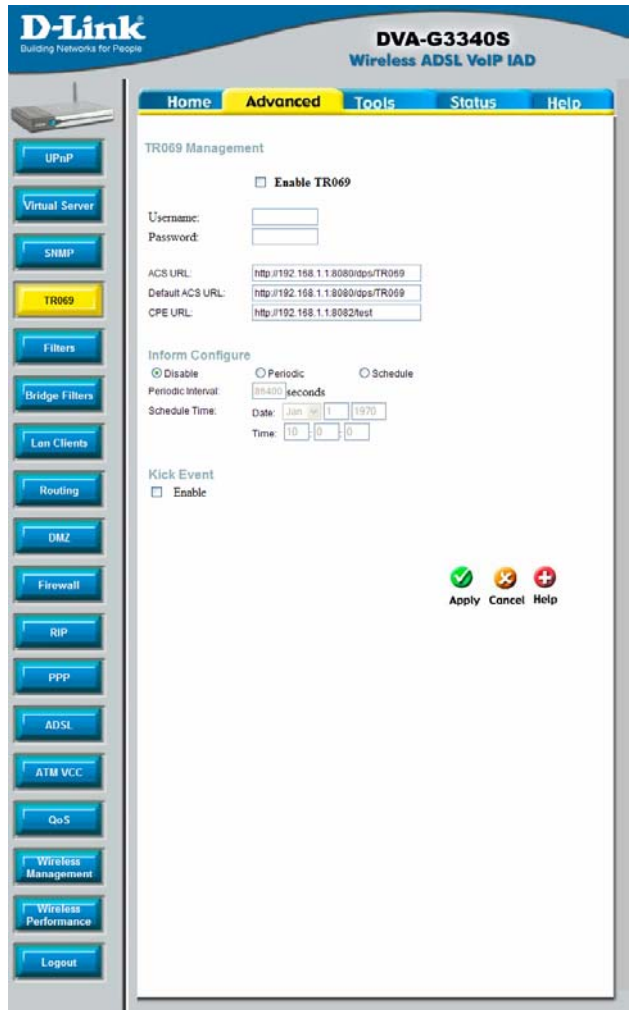 D-Link
Building Networks for People
DVA-G3340S
Wireless ADSL VoIP IAD
Home Advanced Tools Status Help
UPnP
Virtual Server
SNMP
TR069
Filters
Bridge Filters
Lan Clients
Routing
DMZ
Firewall
RIP
PPP
ADSL
ATM VCC
QoS
Wireless
Management
Wireless
Performance
Logout
TR069 Management
Enable TR069
Username:
Password:
ACS URL: http://192.168.1.1:8080/dps/TR069
Default ACS URL: http://192.168.1.1:8080/dps/TR069
CPE URL: http://192.168.1.1:8082/test
Inform Configure
Disable Periodic Schedule
Periodic Interval: 86400 seconds
Schedule Time: Date: Jan 1 1970
Time: 10 : 0 : 0
Kick Event
Enable
Apply Cancel Help